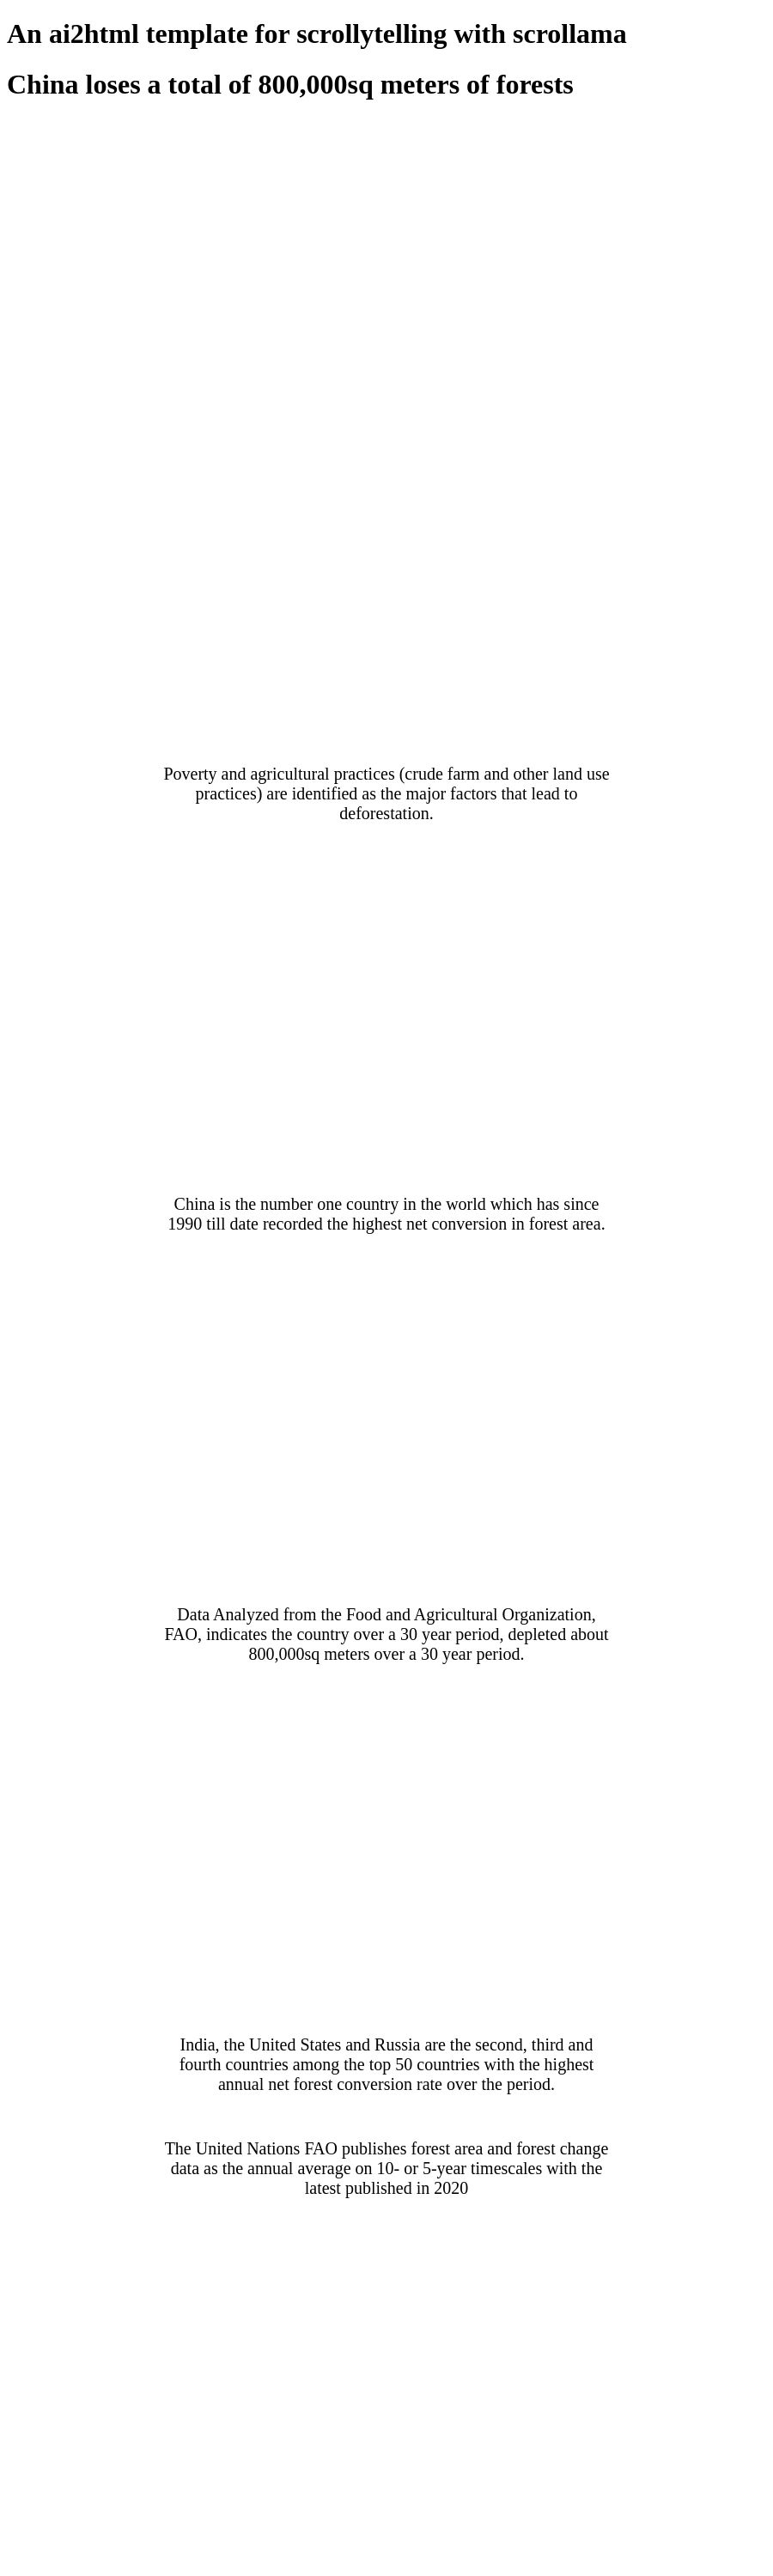 An ai2html template for scrollytelling with scrollama
China loses a total of 800,000sq meters of forests
Poverty and agricultural practices (crude farm and other land use
practices) are identified as the major factors that lead to
deforestation.
China is the number one country in the world which has since
1990 till date recorded the highest net conversion in forest area.
Data Analyzed from the Food and Agricultural Organization,
FAO, indicates the country over a 30 year period, depleted about
800,000sq meters over a 30 year period.
India, the United States and Russia are the second, third and
fourth countries among the top 50 countries with the highest
annual net forest conversion rate over the period.
The United Nations FAO publishes forest area and forest change
data as the annual average on 10- or 5-year timescales with the
latest published in 2020